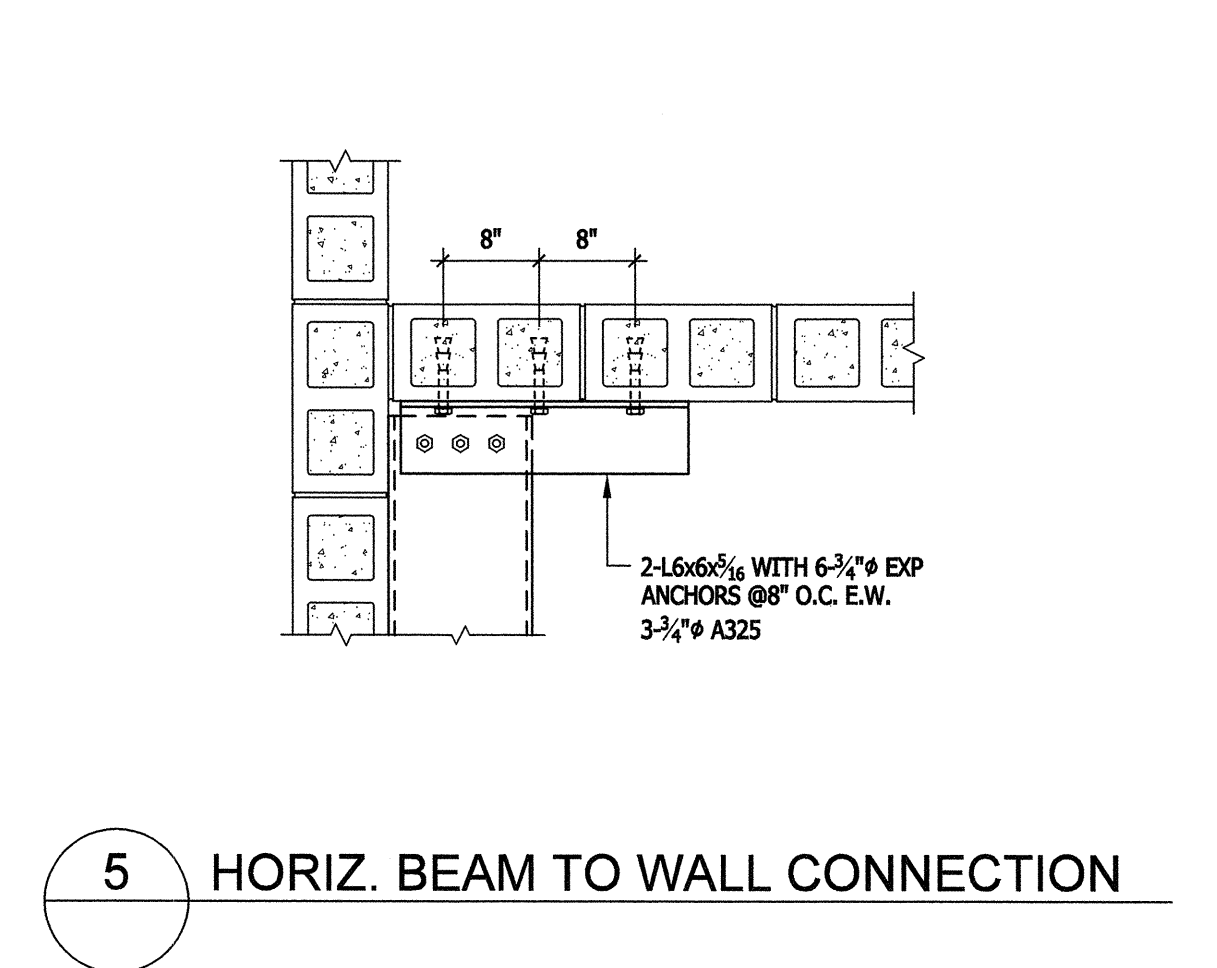 8" 8"
2-L6x6x5/16 WITH 6-3/4"ø EXP
ANCHORS @8" O.C. E.W.
3-3/4"ø A325
5 HORIZ. BEAM TO WALL CONNECTION